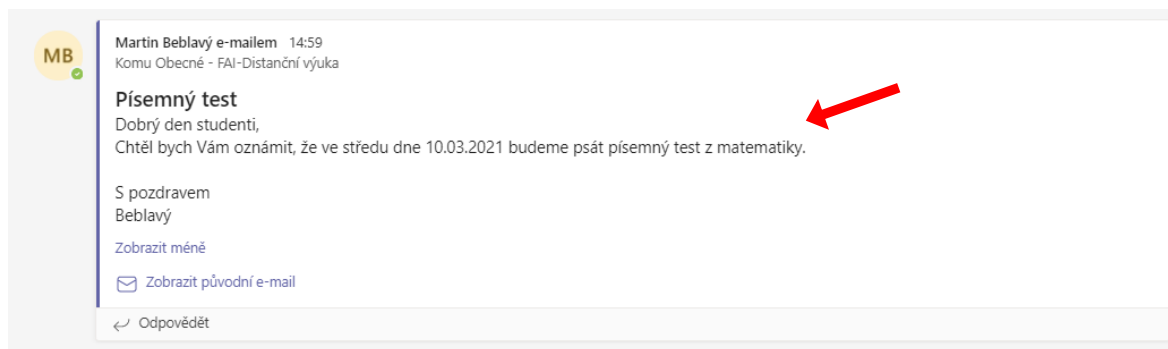 MB
Martin Beblavý e-mailem 14:59
Komu Obecné - FAI-Distanční výuka
Písemný test
Dobrý den studenti,
Chtěl bych Vám oznámit, že ve středu dne 10.03.2021 budeme psát písemný test z matematiky.
S pozdravem
Beblavý
Zobrazit méně
Zobrazit původní e-mail
Odpovědět